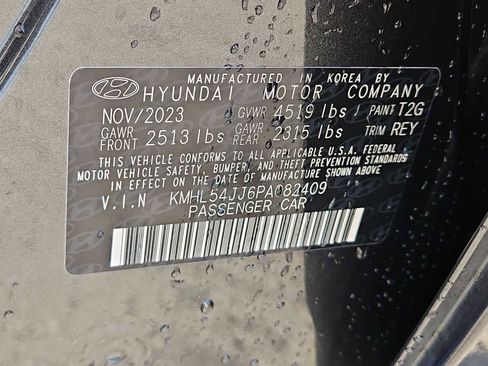 MANUFACTURED IN KOREA BY
HYUNDAI MOTOR COMPANY
NOV/2023 GVWR 4519 lbs PAINT T2G
GAWR FRONT 2513 lbs GAWR REAR 2315 lbs TRIM REY
THIS VEHICLE CONFORMS TO ALL APPLICABLE U.S.A. FEDERAL
MOTOR VEHICLE SAFETY, BUMPER, AND THEFT PREVENTION
STANDARDS IN EFFECT ON THE DATE OF MANUFACTURE SHOWN ABOVE.
V.I.N KMHL54JJ6PA082409
PASSENGER CAR